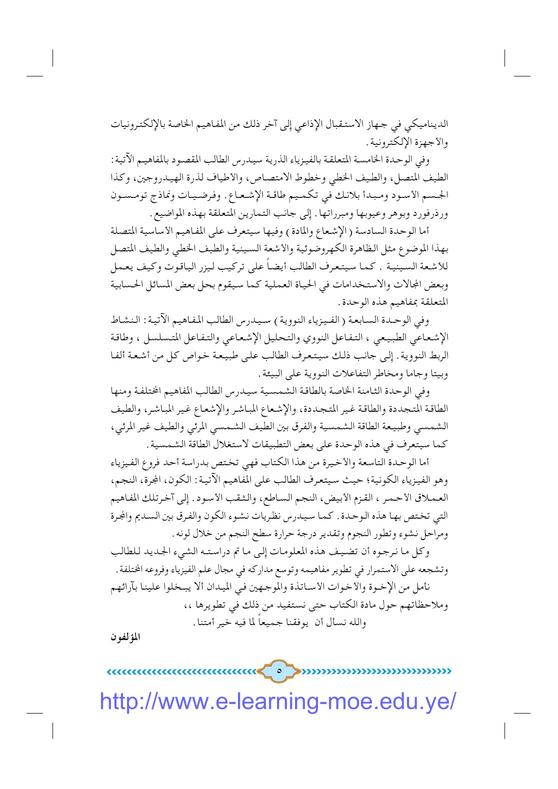 الديناميكي في جهاز الاستقبال الإذاعي إلى آخر ذلك من المفاهيم الخاصة بالإلكترونيات
والأجهزة الإلكترونية .
وفي الوحدة الخامسة المتعلقة بالفيزياء الذرية سيدرس الطالب المقصود بالمفاهيم الآتية :
الطيف المتصل، والطيف الخطي وخطوط الامتصاص، والأطياف لذرة الهيدروجين، وكذا
الجسم الأسود ومبدأ بلانك في تكميم طاقة الإشعاع . وفرضيات ونماذج تومسون
ورذرفورد وبوهر وعيوبها ومبرراتها . إلى جانب التمارين المتعلقة بهذه المواضيع .
أما الوحدة السادسة ( الإشعاع والمادة ) وفيها سيتعرف على المفاهيم الأساسية المتصلة
بهذا الموضوع مثل الظاهرة الكهروضوئية والأشعة السينية والطيف الخطي والطيف المتصل
للأشعة السينية . كما سيتعرف الطالب أيضاً على تركيب ليزر الياقوت وكيف يعمل
وبعض المجالات والاستخدامات في الحياة العملية كما سيقوم بحل بعض المسائل الحسابية
المتعلقة بمفاهيم هذه الوحدة .
وفي الوحدة السابعة ( الفيزياء النووية ) سيدرس الطالب المفاهيم الآتية : النشاط
الإشعاعي الطبيعي ، التفاعل النووي والتحليل الإشعاعي والتفاعل المتسلسل ، وطاقة
الربط النووية . إلى جانب ذلك سيتعرف الطالب على طبيعة خواص كل من أشعة ألفا
وبيتا وجاما ومخاطر التفاعلات النووية على البيئة .
وفي الوحدة الثامنة الخاصة بالطاقة الشمسية سيدرس الطالب المفاهيم المختلفة ومنها
الطاقة المتجددة والطاقة غير المتجددة، والإشعاع المباشر والإشعاع غير المباشر، والطيف
الشمسي وطبيعة الطاقة الشمسية والفرق بين الطيف الشمسي المرئي والطيف غير المرئي،
كما سيتعرف في هذه الوحدة على بعض التطبيقات لاستغلال الطاقة الشمسية .
أما الوحدة التاسعة والأخيرة من هذا الكتاب فهي تختص بدراسة أحد فروع الفيزياء
وهو الفيزياء الكونية؛ حيث سيتعرف الطالب على المفاهيم الآتية : الكون، المجرة، النجم،
العملاق الأحمر ، القزم الأبيض، النجم الساطع، والثقب الأسود . إلى آخر تلك المفاهيم
التي تختص بها هذه الوحدة . كما سيدرس نظريات نشوء الكون والفرق بين السديم والمجرة
ومراحل نشوء وتطور النجوم وتقدير درجة حرارة سطح النجم من خلال لونه .
وكل ما نرجوه أن تضيف هذه المعلومات إلى ما تم دراسته الشيء الجديد للطالب
وتشجعه على الاستمرار في تطوير مفاهيمه وتوسع مداركه في مجال علم الفيزياء وفروعه المختلفة .
نأمل من الإخوة والأخوات الأساتذة والموجهين في الميدان ألا يبخلوا علينا بآرائهم
وملاحظاتهم حول مادة الكتاب حتى نستفيد من ذلك في تطويرها ،،
والله نسأل أن يوفقنا جميعاً لما فيه خير أمتنا .
المؤلفون
٥
http://www.e-learning-moe.edu.ye/